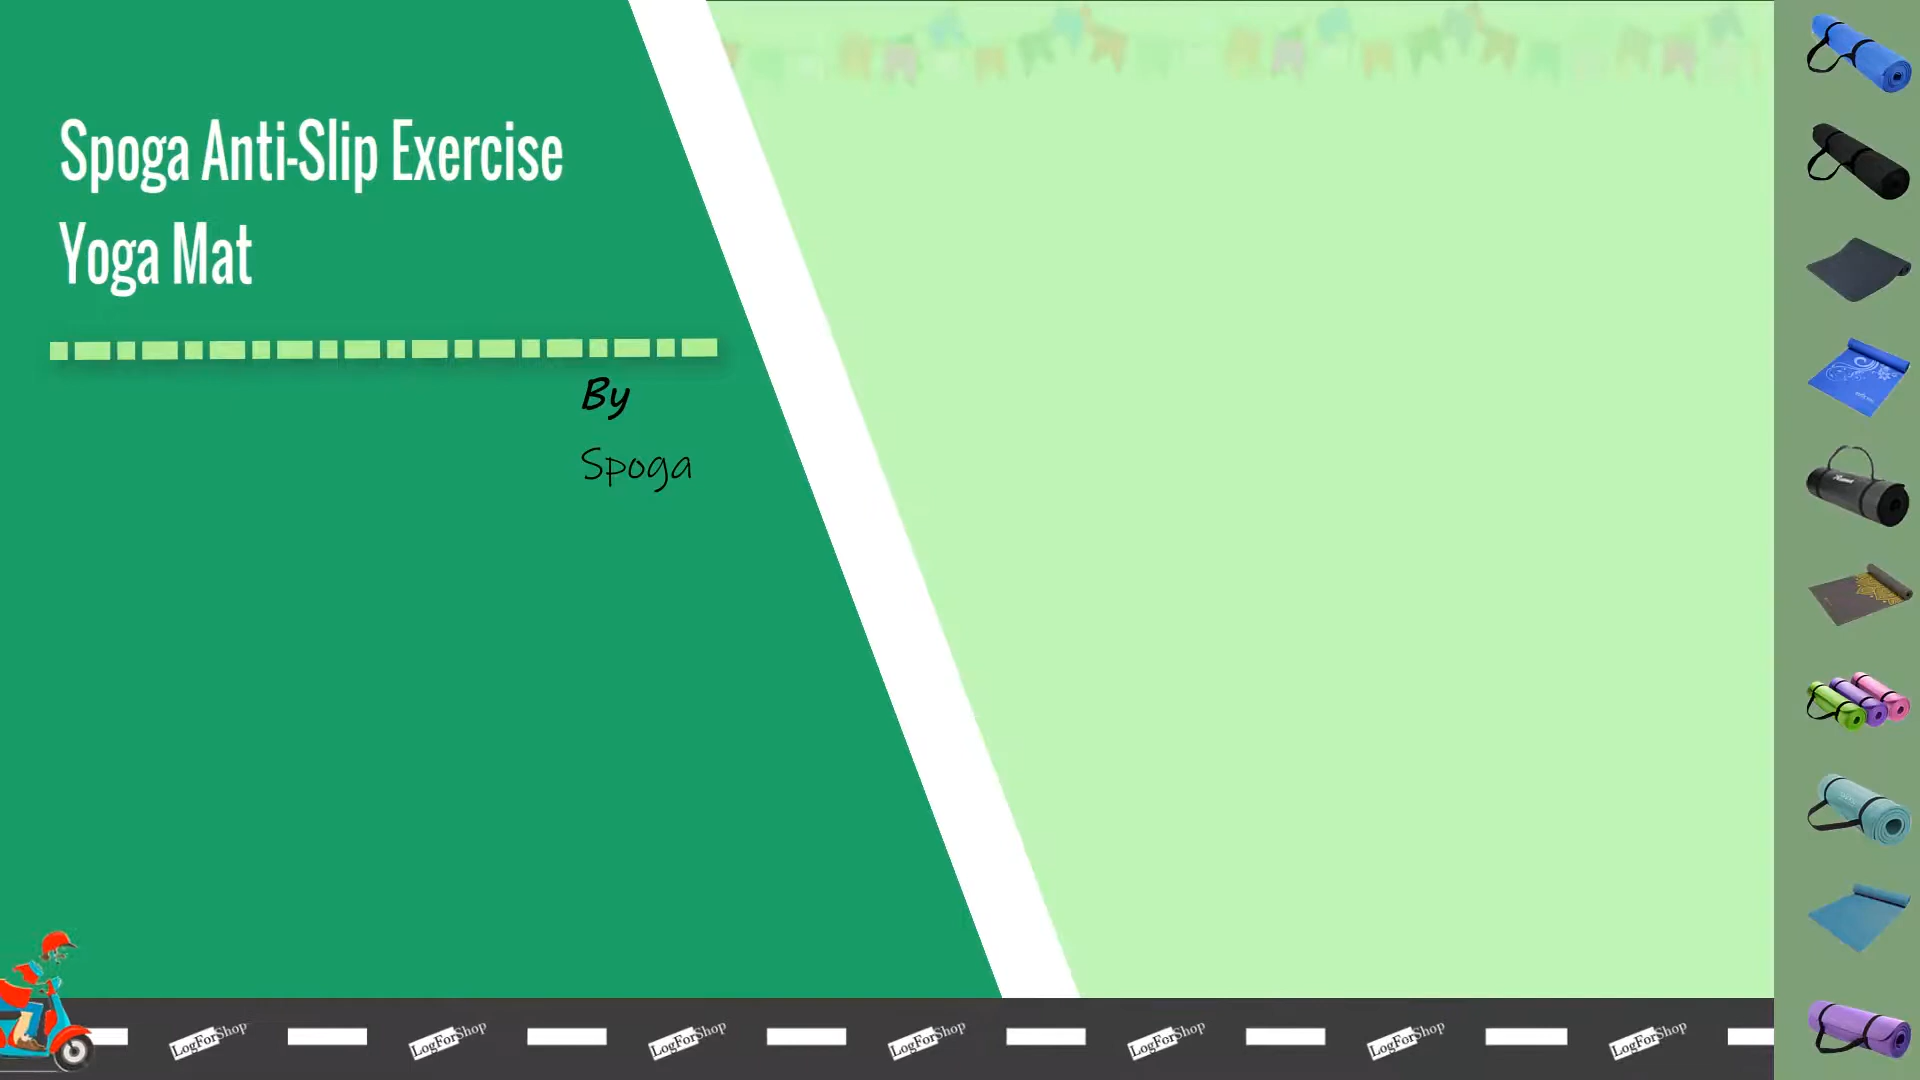 Spoga Anti-Slip Exercise
Yoga Mat
By
Spoga
LogForShop LogForShop LogForShop LogForShop LogForShop LogForShop LogForShop